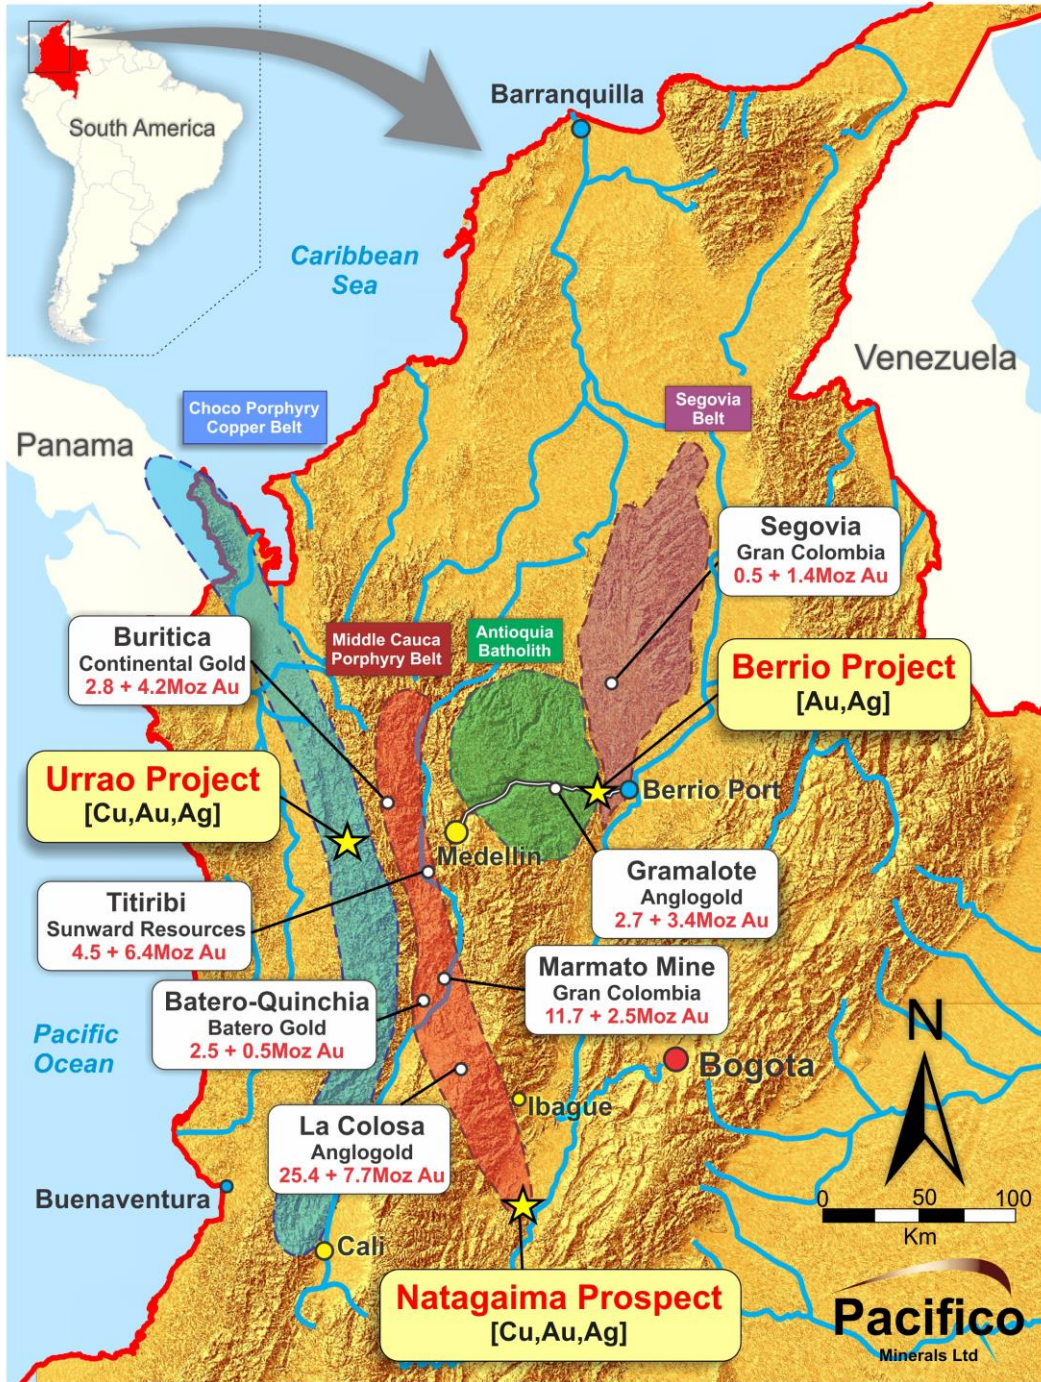 South America
Barranquilla
Caribbean
Sea
Venezuela
Panama
Choco Porphyry
Copper Belt
Segovia
Belt
Segovia
Gran Colombia
0.5 + 1.4Moz Au
Buritica
Continental Gold
2.8 + 4.2Moz Au
Middle Cauca
Porphyry Belt
Antioquia
Batholith
Berrio Project
[Au,Ag]
Urrao Project
[Cu,Au,Ag]
Berrio Port
Medellin
Titiribi
Sunward Resources
4.5 + 6.4Moz Au
Gramalote
Anglogold
2.7 + 3.4Moz Au
Batero-Quinchia
Batero Gold
2.5 + 0.5Moz Au
Marmato Mine
Gran Colombia
11.7 + 2.5Moz Au
Pacific
Ocean
N
Bogota
Ibague
La Colosa
Anglogold
25.4 + 7.7Moz Au
Buenaventura
Cali
0 50 100
Km
Natagaima Prospect
[Cu,Au,Ag]
Pacifico
Minerals Ltd